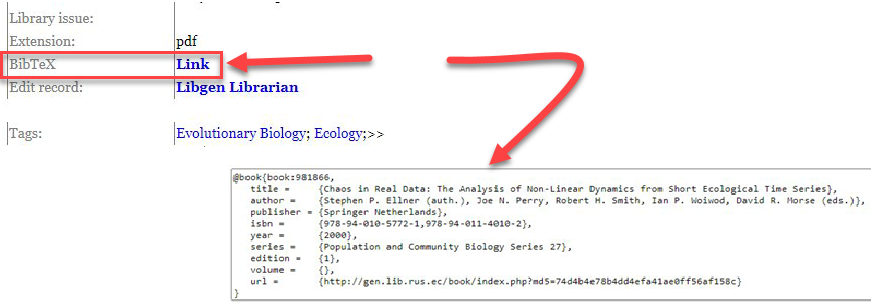 Library issue:
Extension: pdf
BibTeX Link
Edit record: Libgen Librarian
Tags: Evolutionary Biology; Ecology;>>
@book{book:981866,
title = {Chaos in Real Data: The Analysis of Non-Linear Dynamics from Short Ecological Time Series},
author = {Stephen P. Ellner (auth.), Joe N. Perry, Robert H. Smith, Ian P. Woiwod, David R. Morse (eds.)},
publisher = {Springer Netherlands},
isbn = {978-94-010-5772-1,978-94-011-4010-2},
year = {2000},
series = {Population and Community Biology Series 27},
edition = {1},
volume = {},
url = {http://gen.lib.rus.ec/book/index.php?md5=74d4b4e78b4dd4efa41ae0ff56af158c}
}